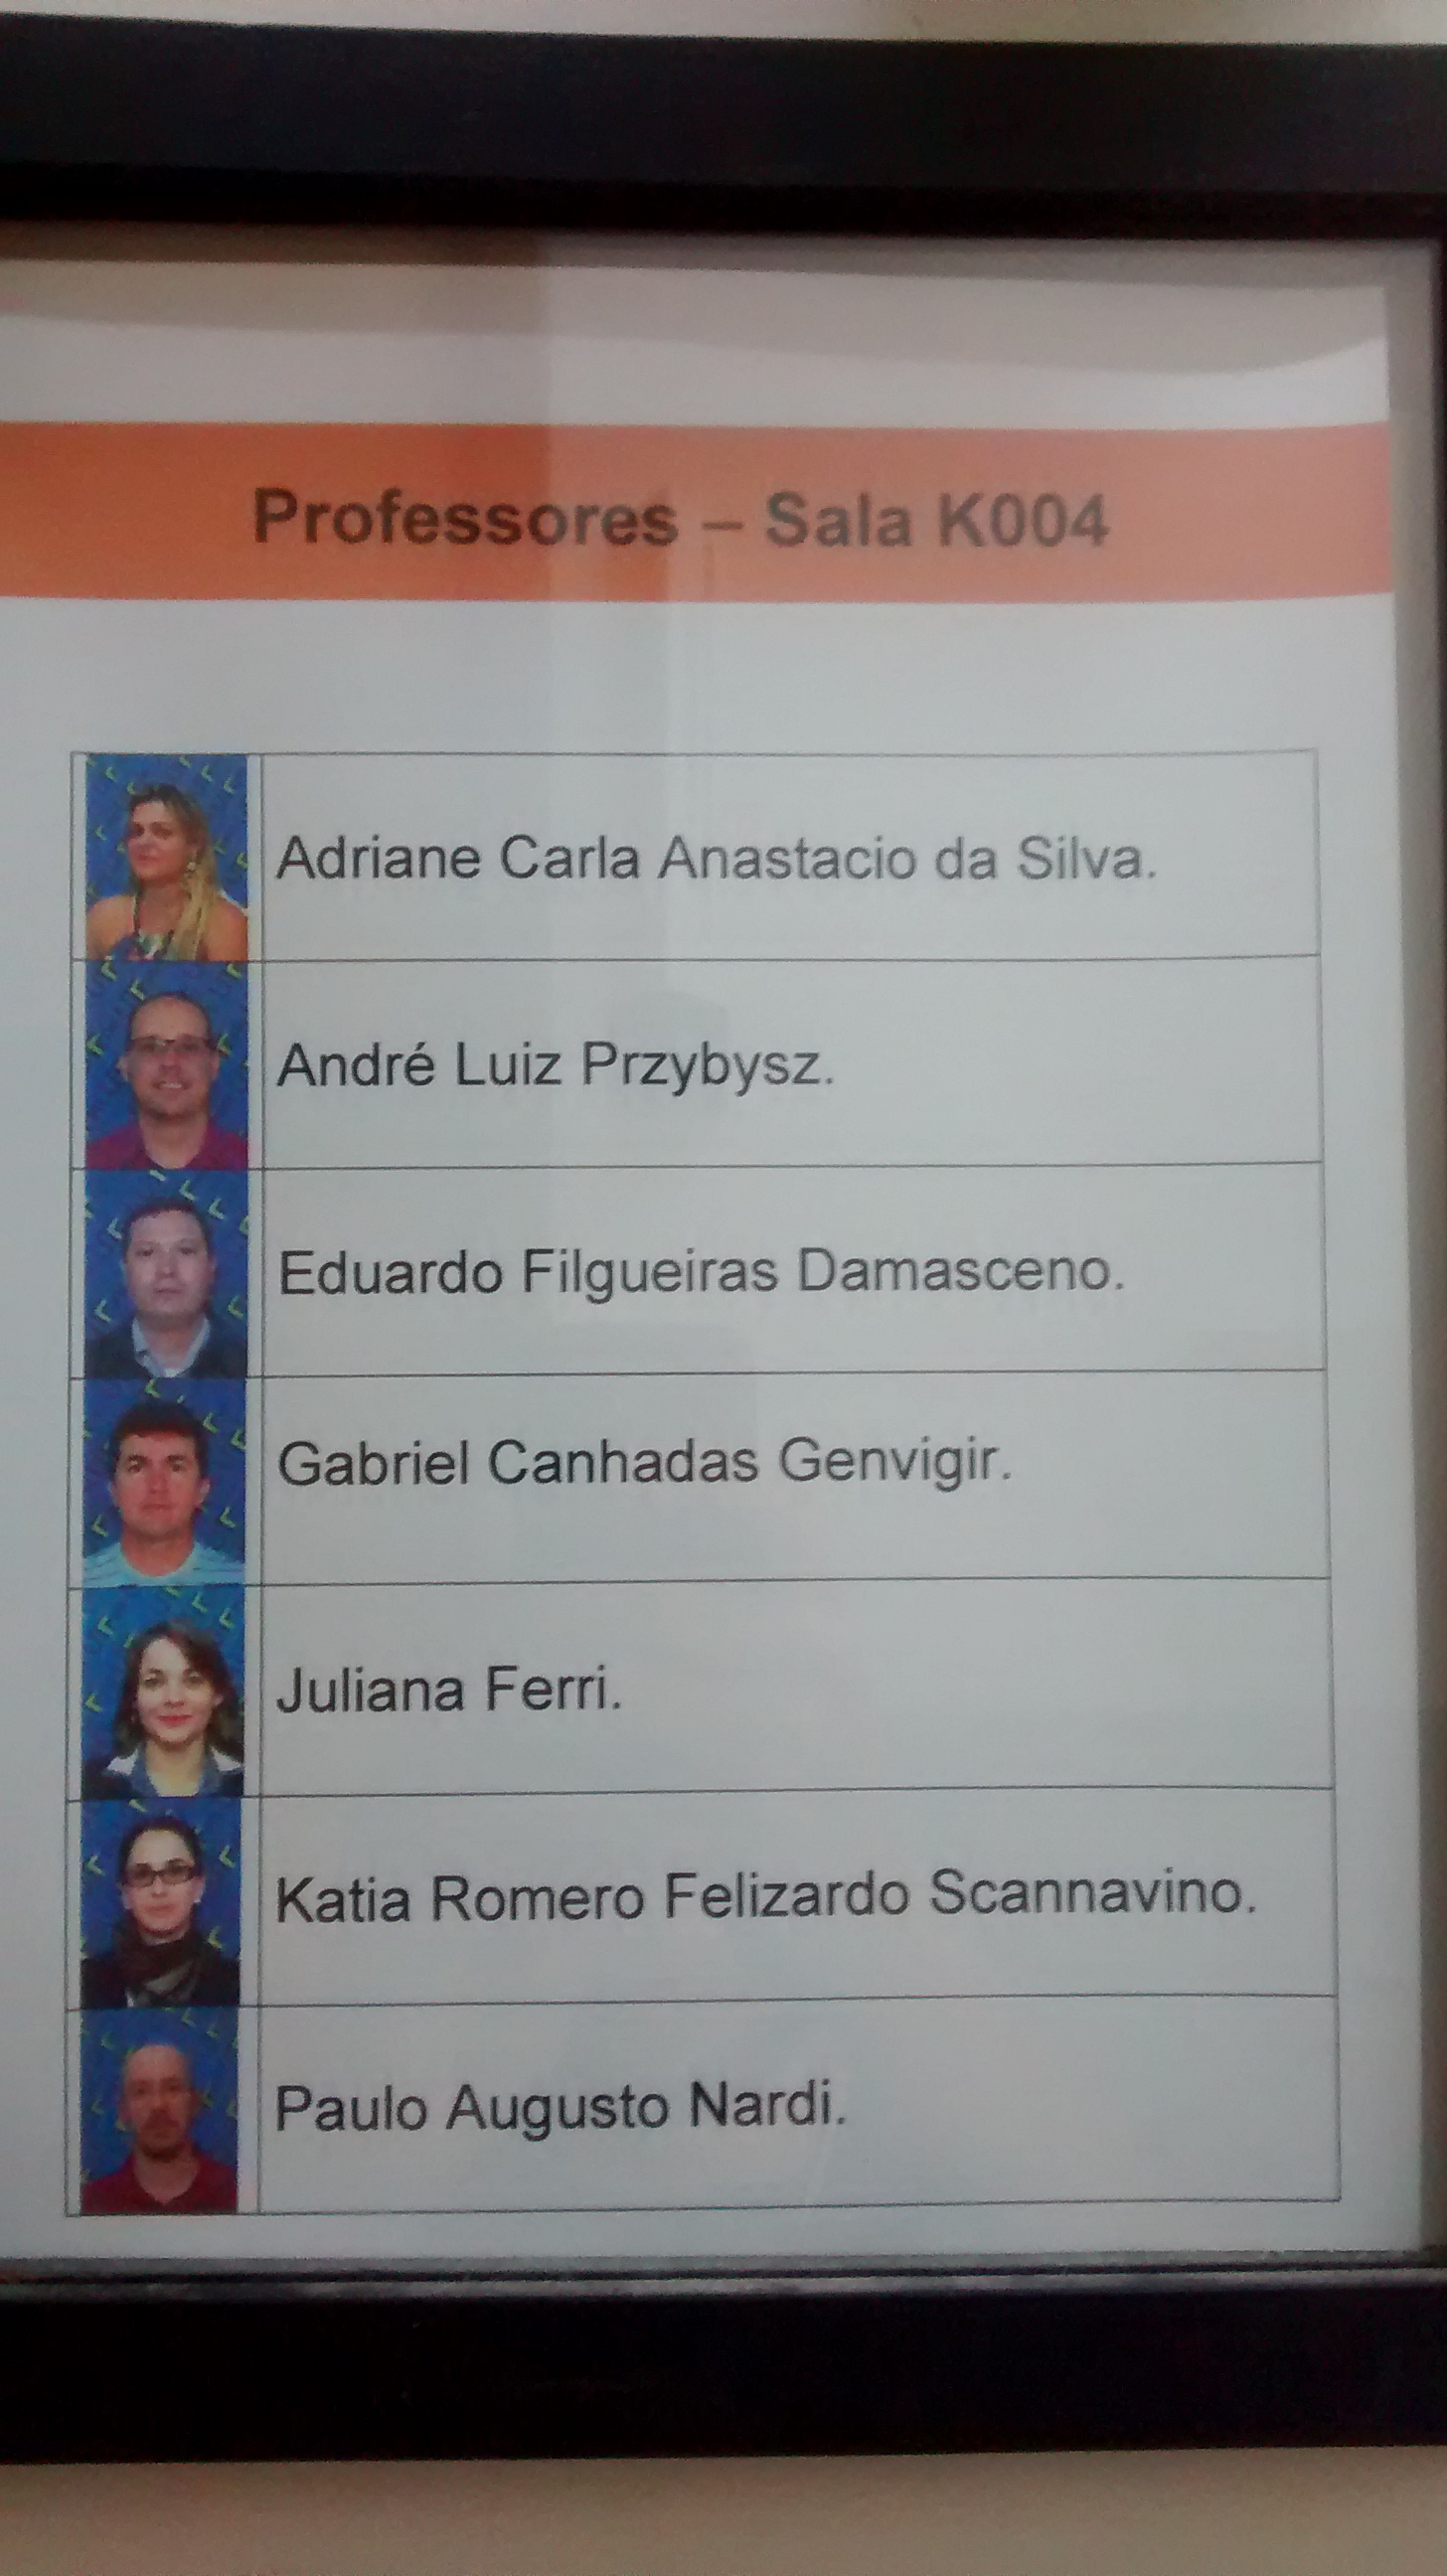 Professores – Sala K004
Adriane Carla Anastacio da Silva.
André Luiz Przybysz.
Eduardo Filgueiras Damasceno.
Gabriel Canhadas Genvigir.
Juliana Ferri.
Katia Romero Felizardo Scannavino.
Paulo Augusto Nardi.